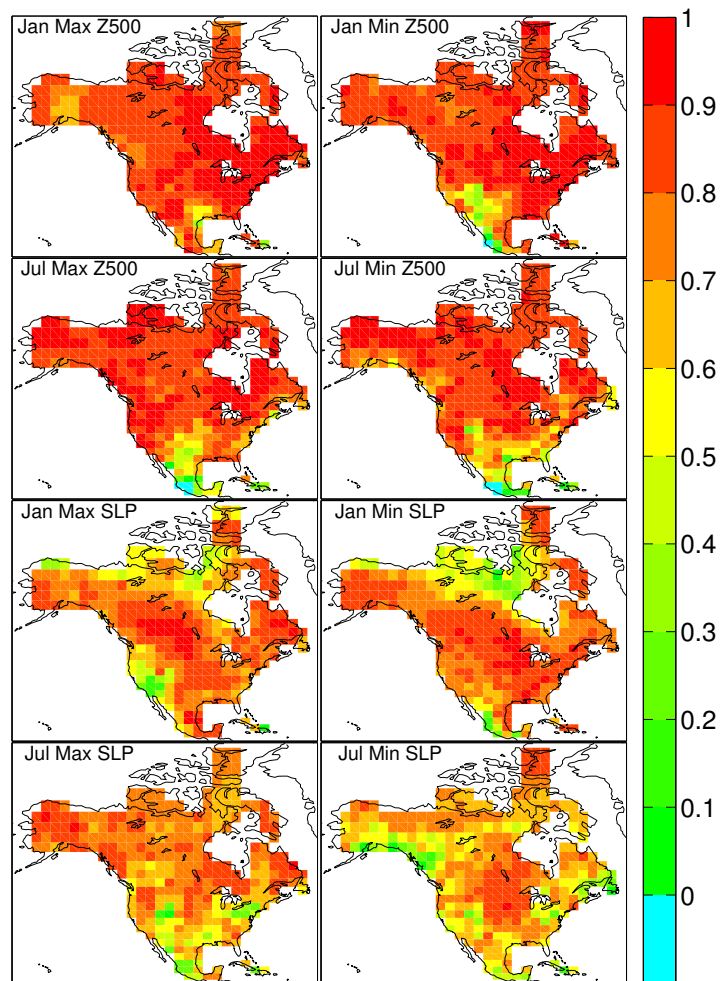 Jan Max Z500
Jan Min Z500
Jul Max Z500
Jul Min Z500
Jan Max SLP
Jan Min SLP
Jul Max SLP
Jul Min SLP
1
0.9
0.8
0.7
0.6
0.5
0.4
0.3
0.2
0.1
0